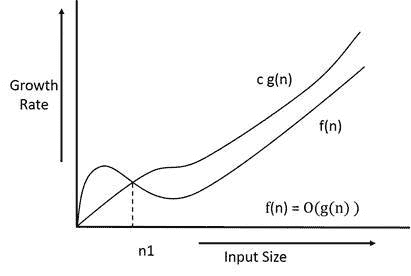 c g(n)
Growth
Rate
f(n)
f(n) = O(g(n))
n1
Input Size